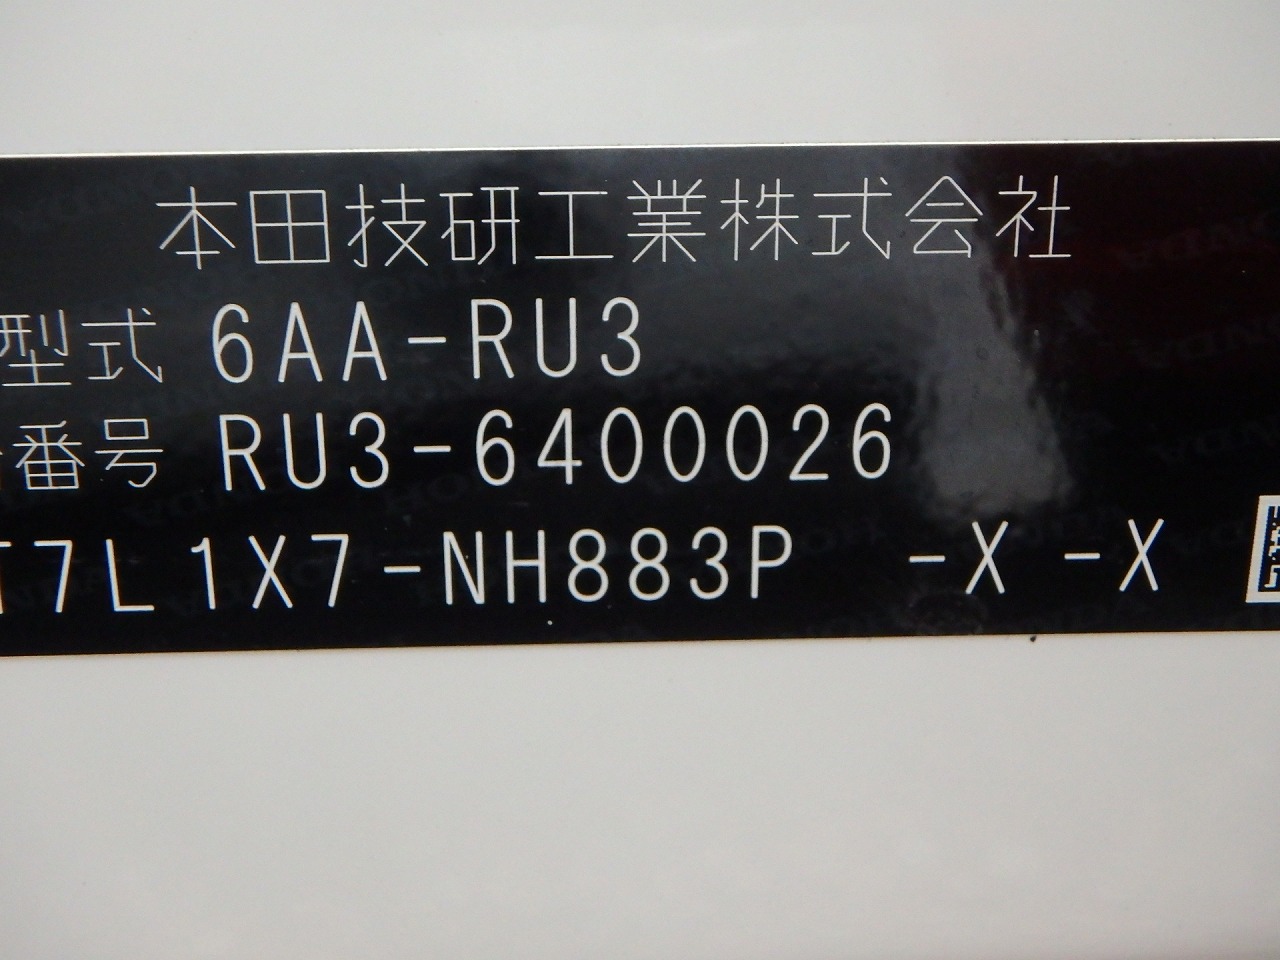 本田技研工業株式会社
型式 6AA-RU3
番号 RU3-6400026
T7L1X7-NH883P -X -X